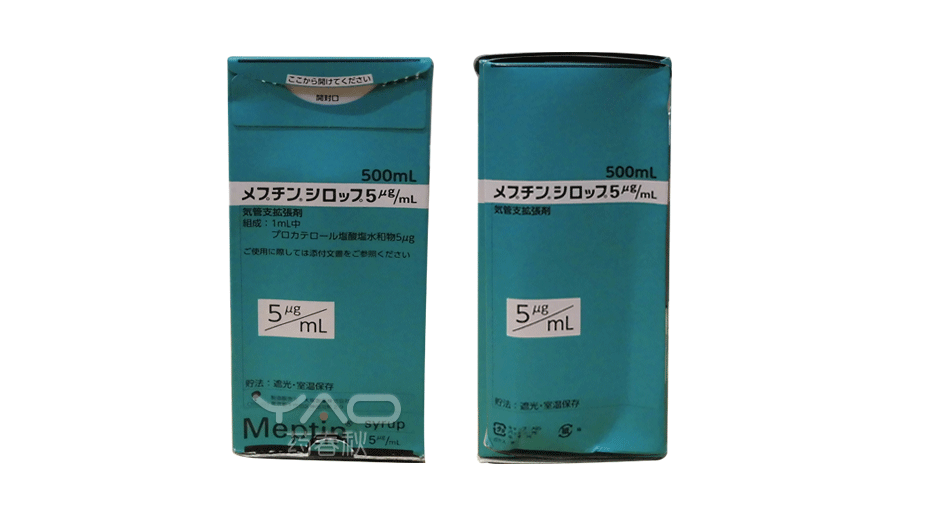 ここから開けてください
開封口
500mL
メプチン®シロップ®5μg/mL
気管支拡張剤
組成：1mL中
プロカテロール塩酸塩水和物5μg
ご使用に際しては添付文書をご参照ください
5μg/mL
貯法：遮光・室温保存
YAO
药春秋
Meptin syrup
5μg/mL
500mL
メプチン®シロップ®5μg/mL
気管支拡張剤
5μg/mL
貯法：遮光・室温保存